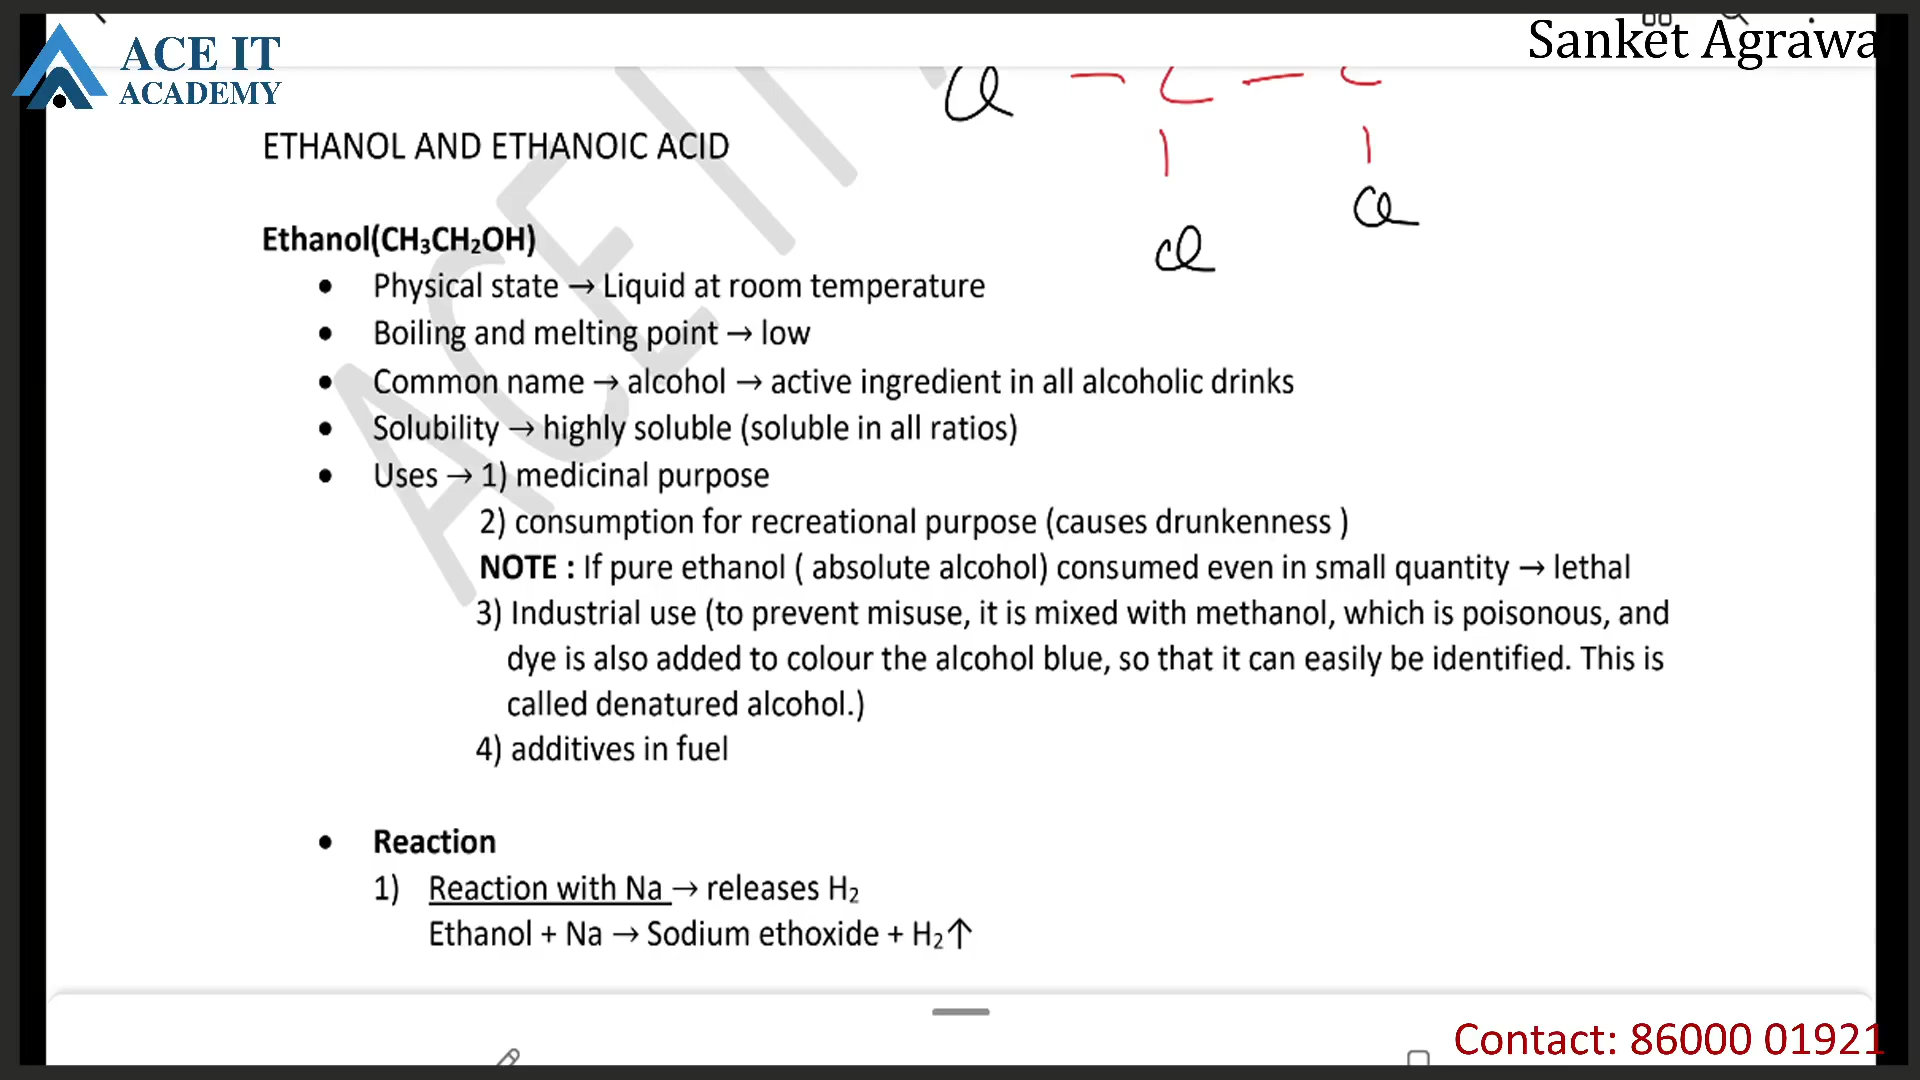 ACE IT
ACADEMY
Sanket Agrawa
Cl - C - C
Cl
Cl
ETHANOL AND ETHANOIC ACID
Ethanol(CH₃CH₂OH)
• Physical state → Liquid at room temperature
• Boiling and melting point → low
• Common name → alcohol → active ingredient in all alcoholic drinks
• Solubility → highly soluble (soluble in all ratios)
• Uses → 1) medicinal purpose
2) consumption for recreational purpose (causes drunkenness )
NOTE : If pure ethanol ( absolute alcohol) consumed even in small quantity → lethal
3) Industrial use (to prevent misuse, it is mixed with methanol, which is poisonous, and
dye is also added to colour the alcohol blue, so that it can easily be identified. This is
called denatured alcohol.)
4) additives in fuel
• Reaction
1) Reaction with Na → releases H₂
Ethanol + Na → Sodium ethoxide + H₂↑
Contact: 86000 01921
ACE IT